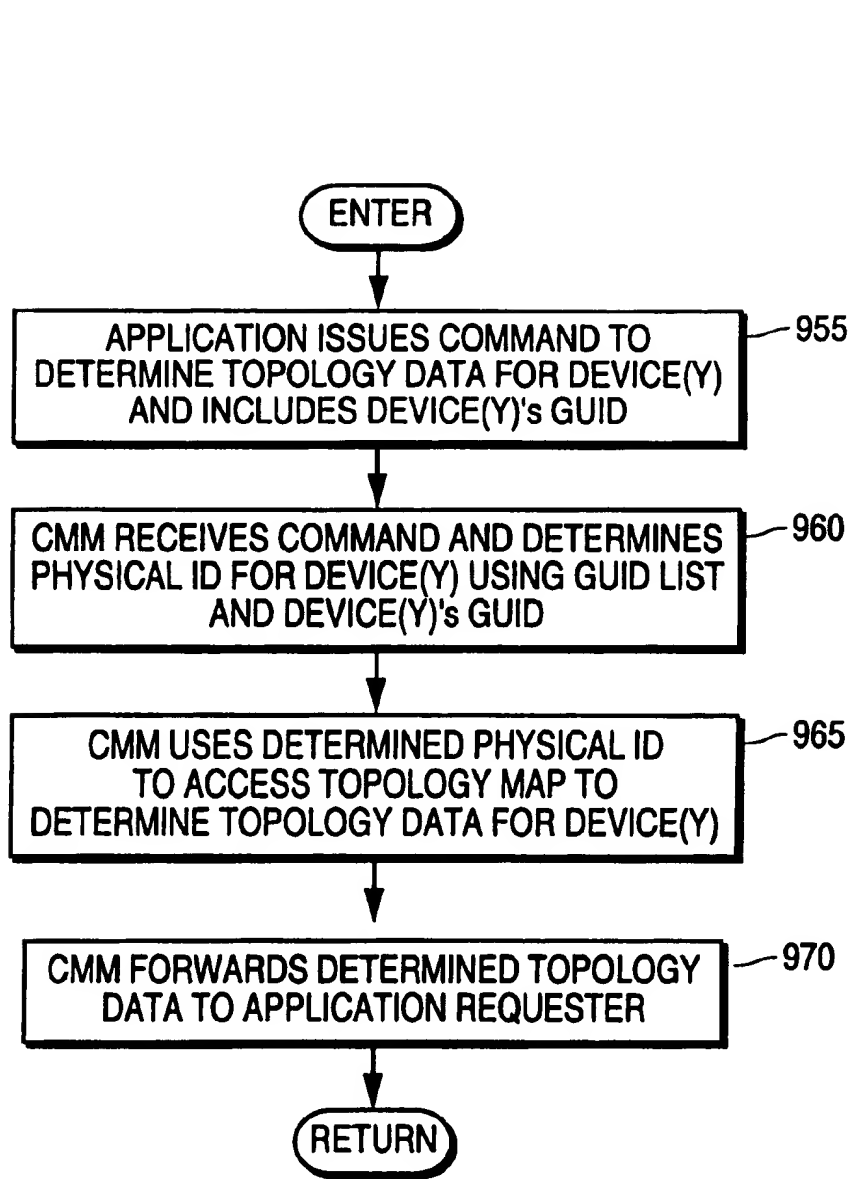 ENTER
APPLICATION ISSUES COMMAND TO
DETERMINE TOPOLOGY DATA FOR DEVICE(Y)
AND INCLUDES DEVICE(Y)'s GUID
955
CMM RECEIVES COMMAND AND DETERMINES
PHYSICAL ID FOR DEVICE(Y) USING GUID LIST
AND DEVICE(Y)'s GUID
960
CMM USES DETERMINED PHYSICAL ID
TO ACCESS TOPOLOGY MAP TO
DETERMINE TOPOLOGY DATA FOR DEVICE(Y)
965
CMM FORWARDS DETERMINED TOPOLOGY
DATA TO APPLICATION REQUESTER
970
RETURN